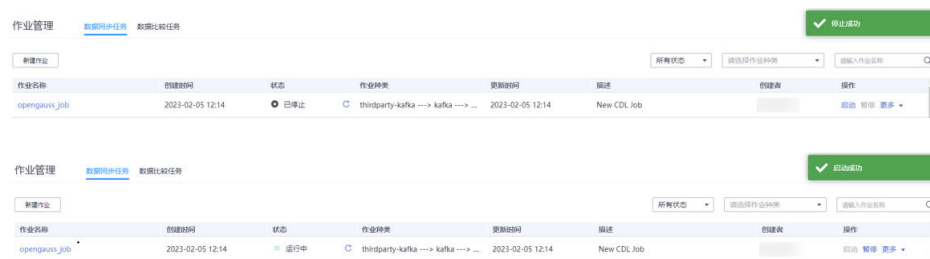 作业管理 数据同步任务 数据比较任务 停止成功
新建作业 所有状态 请选择作业种类 请输入作业名称
作业名称 创建时间 状态 作业种类 更新时间 描述 创建者 操作
opengauss_job 2023-02-05 12:14 已停止 thirdparty-kafka ---> kafka ---> ... 2023-02-05 12:14 New CDL Job 启动 暂停 更多
作业管理 数据同步任务 数据比较任务 启动成功
新建作业 所有状态 请选择作业种类 请输入作业名称
作业名称 创建时间 状态 作业种类 更新时间 描述 创建者 操作
opengauss_job 2023-02-05 12:14 运行中 thirdparty-kafka ---> kafka ---> ... 2023-02-05 12:14 New CDL Job 启动 暂停 更多